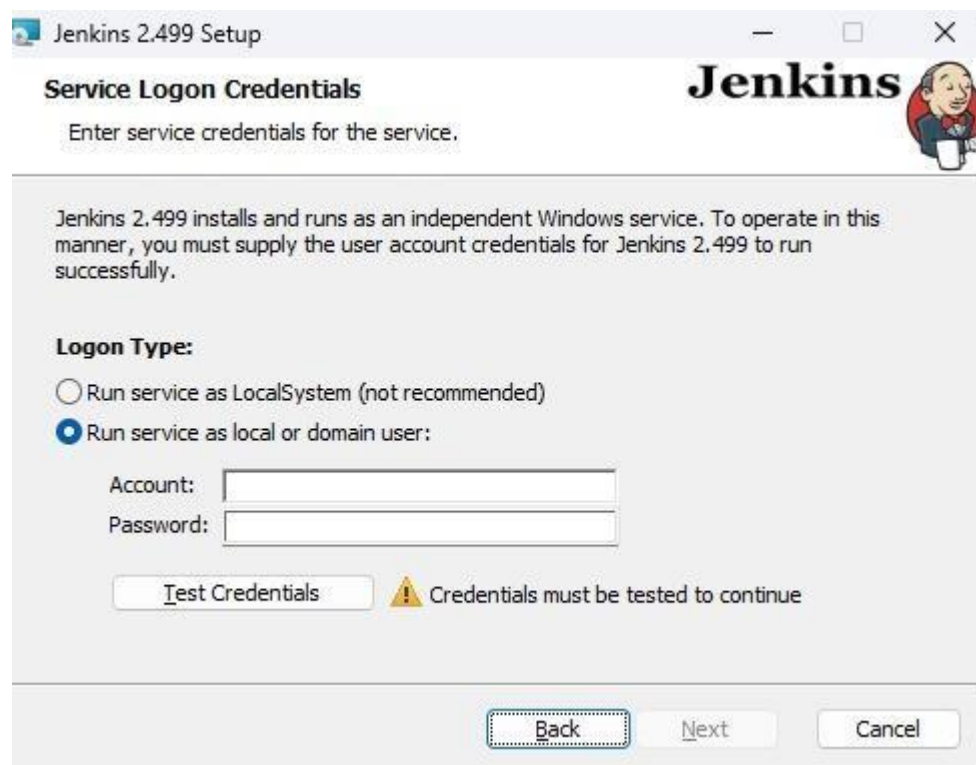 Jenkins 2.499 Setup
Service Logon Credentials
Jenkins
Enter service credentials for the service.
Jenkins 2.499 installs and runs as an independent Windows service. To operate in this
manner, you must supply the user account credentials for Jenkins 2.499 to run
successfully.
Logon Type:
Run service as LocalSystem (not recommended)
Run service as local or domain user:
Account:
Password:
Test Credentials Credentials must be tested to continue
Back Next Cancel